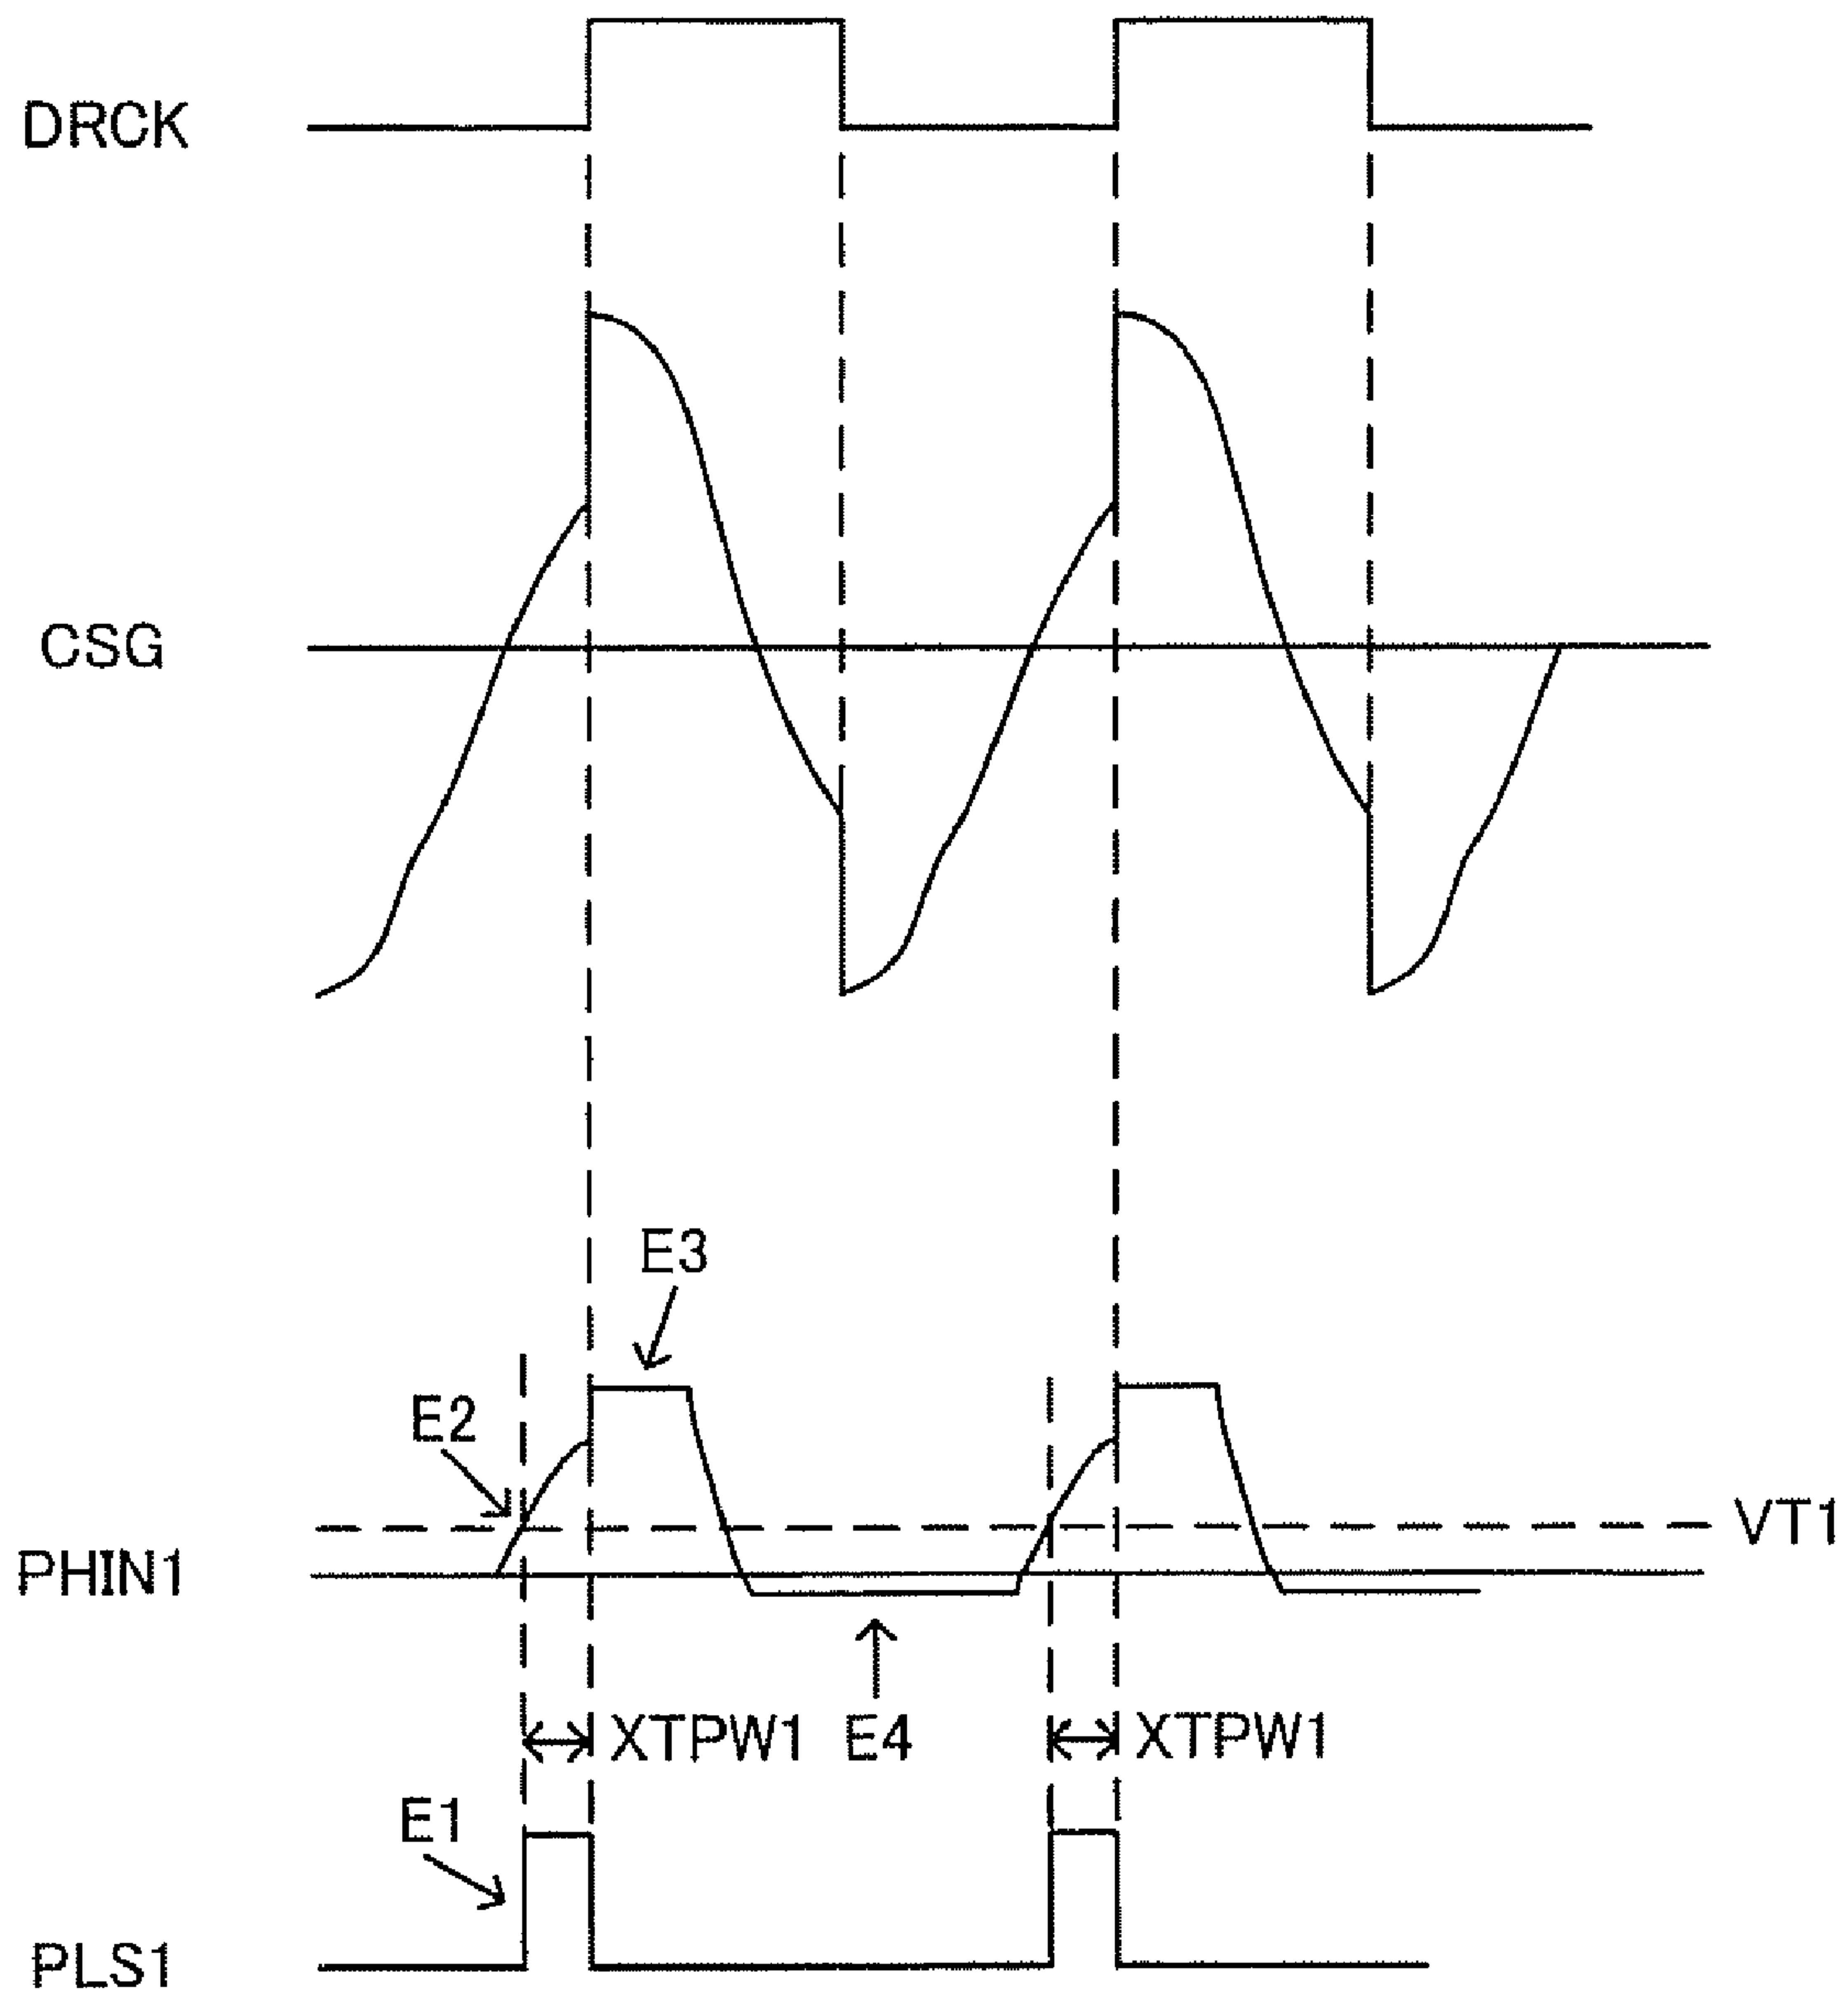 DRCK
CSG
E3
E2
VT1
PHIN1
XTPW1 E4 XTPW1
E1
PLS1